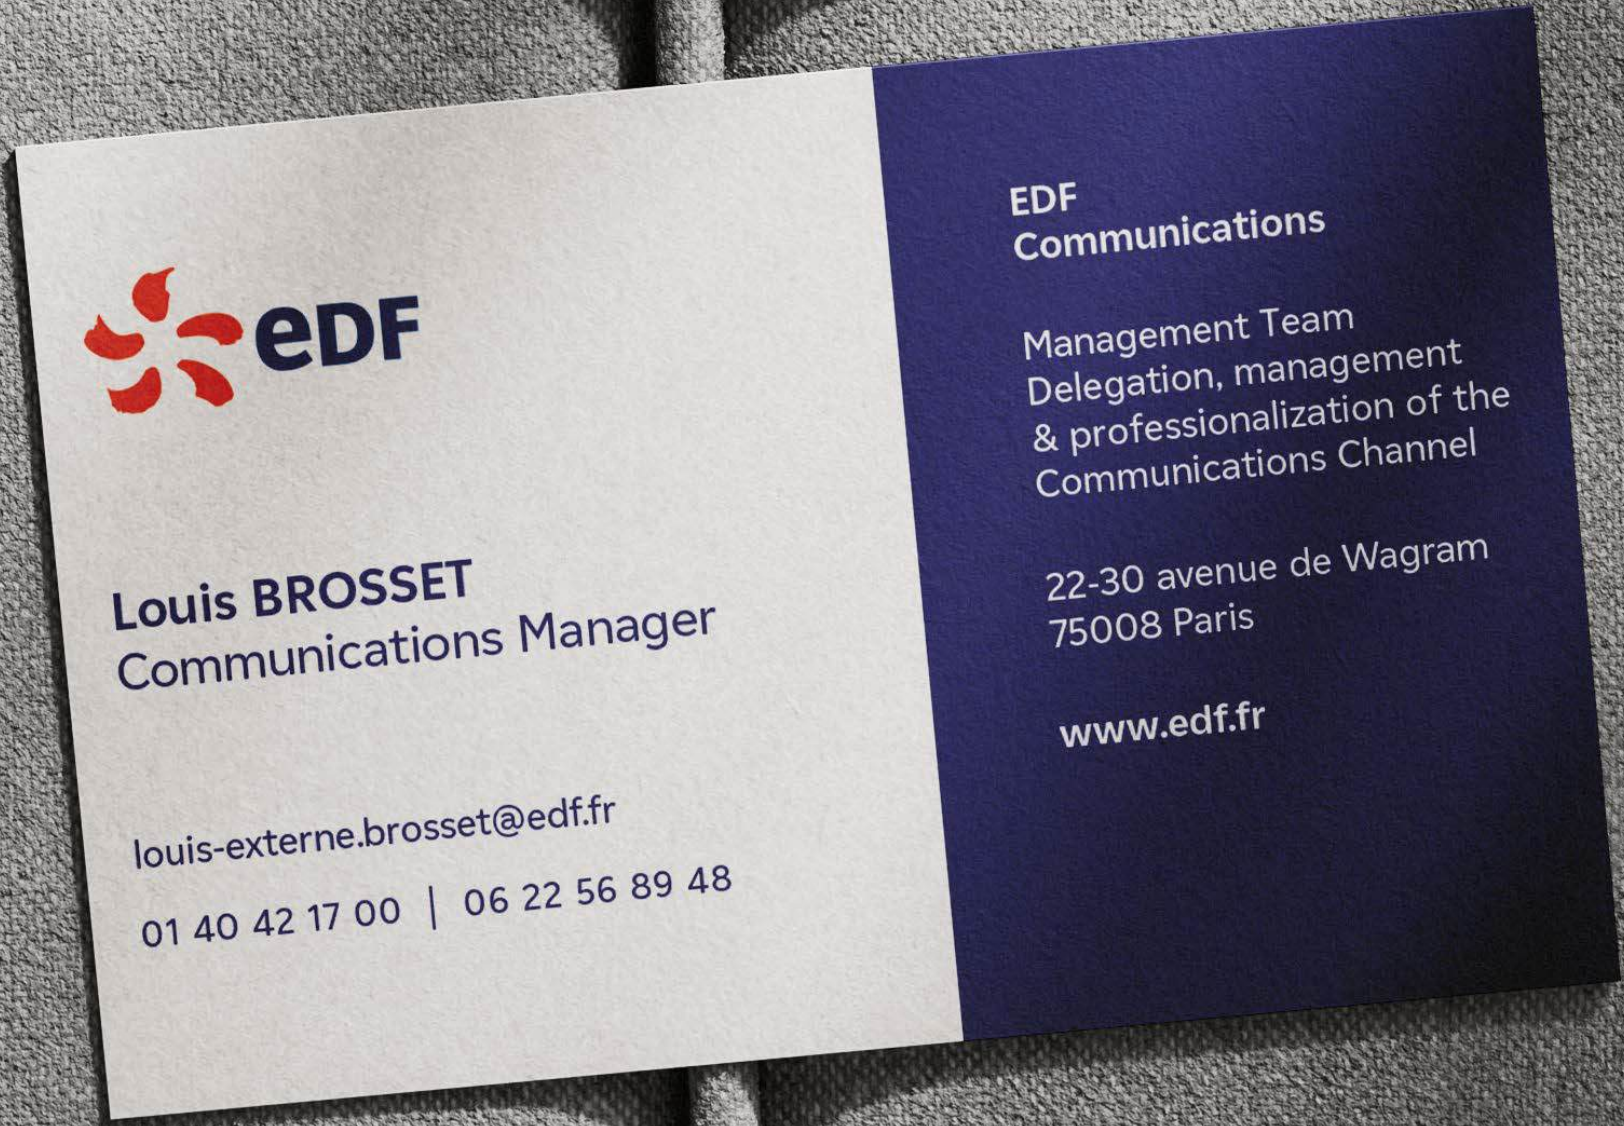 eDF
Louis BROSSET
Communications Manager
louis-externe.brosset@edf.fr
01 40 42 17 00 | 06 22 56 89 48
EDF
Communications
Management Team
Delegation, management
& professionalization of the
Communications Channel
22-30 avenue de Wagram
75008 Paris
www.edf.fr